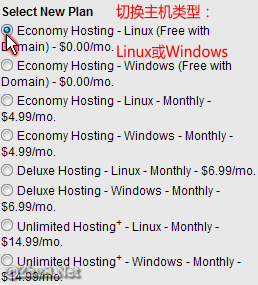 Select New Plan
切换主机类型：
Economy Hosting - Linux (Free with
Domain) - $0.00/mo.
Linux或Windows
Economy Hosting - Windows (Free with
Domain) - $0.00/mo.
Economy Hosting - Linux - Monthly -
$4.99/mo.
Economy Hosting - Windows - Monthly -
$4.99/mo.
Deluxe Hosting - Linux - Monthly - $6.99/mo.
Deluxe Hosting - Windows - Monthly -
$6.99/mo.
Unlimited Hosting+ - Linux - Monthly -
$14.99/mo.
Unlimited Hosting+ - Windows - Monthly -
$14.99/mo.